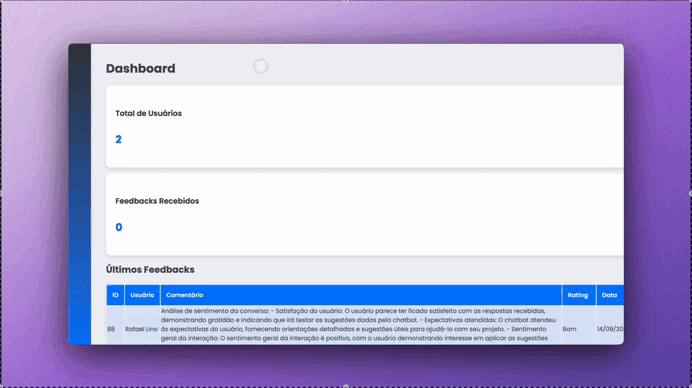 Dashboard
Total de Usuários
2
Feedbacks Recebidos
0
Últimos Feedbacks
ID Usuário Comentário Rating Data
Análise de sentimento da conversa: - Satisfação do usuário: O usuário parece ter ficado satisfeito com as respostas recebidas,
demonstrando gratidão e indicando que irá testar as sugestões dadas pelo chatbot. - Expectativas atendidas: O chatbot atendeu
88 Rafael Lino às expectativas do usuário, fornecendo orientações detalhadas e sugestões úteis para ajudá-lo com seu projeto. - Sentimento Bom 14/09/20
geral da interação: O sentimento geral da interação é positivo, com o usuário demonstrando interesse em aplicar as sugestões